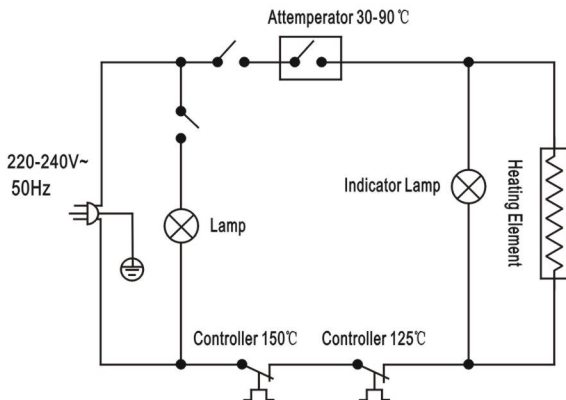 Attemperator 30-90℃
220-240V~
50Hz
Indicator Lamp
Heating Element
Lamp
Controller 150℃
Controller 125℃